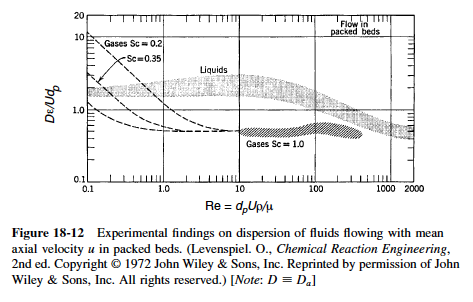 20
Flow in
packed beds
10
Gases Sc = 0.2
Sc = 0.35
Liquids
Dε/Udp
1.0
Gases Sc = 1.0
0.1
0.1 1.0 10 100 1000 2000
Re = dpUρ/μ
Figure 18-12 Experimental findings on dispersion of fluids flowing with mean
axial velocity u in packed beds. (Levenspiel. O., Chemical Reaction Engineering,
2nd ed. Copyright © 1972 John Wiley & Sons, Inc. Reprinted by permission of John
Wiley & Sons, Inc. All rights reserved.) [Note: D ≡ Da]